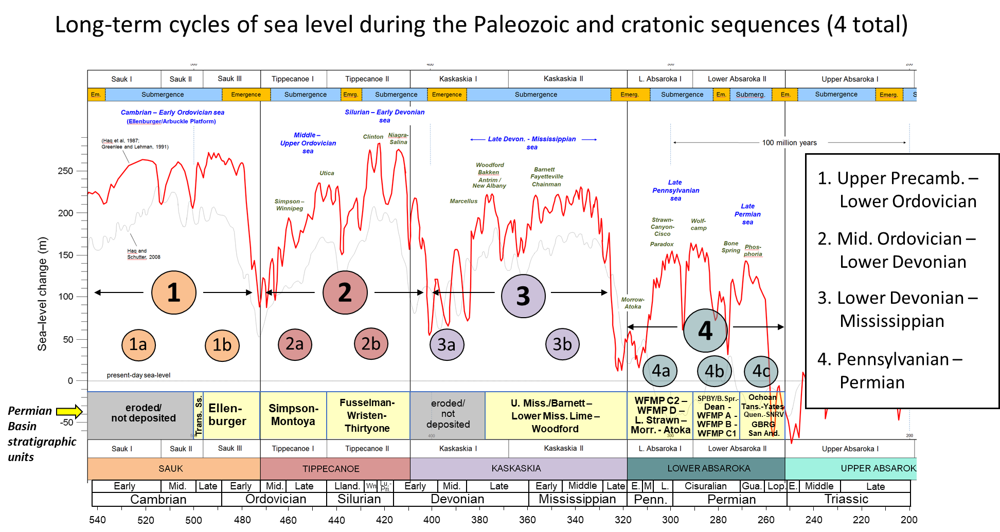 Long-term cycles of sea level during the Paleozoic and cratonic sequences (4 total)
500 400 300 200
Sauk I Sauk II Sauk III Tippecanoe I Tippecanoe II Kaskaskia I Kaskaskia II L. Absaroka I Lower Absaroka II Upper Absaroka I
Em. Submergence Emergence Submergence Emrg. Submergence Emergence Submergence Emerg. Submergence Em. Submerg. Em. Submergence Emerg. S
Cambrian – Early Ordovician sea
(Ellenburger/Arbuckle Platform)
(Haq et al, 1987;
Greenlee and Lehman, 1991)
Haq and
Schutter, 2008
Middle –
Upper Ordovician
sea
Silurian – Early Devonian
sea
Clinton
Niagra-
Salina
Utica
Simpson –
Winnipeg
Late Devon. - Mississippian
sea
Woodford
Bakken
Antrim /
New Albany
Marcellus
Barnett
Fayetteville
Chainman
100 million years
Late
Pennsylvanian
sea
Late
Permian
sea
Strawn-
Canyon-
Cisco
Paradox
Wolf-
camp
Bone
Spring
Phos-
phoria
Morrow-
Atoka
1. Upper Precamb. –
Lower Ordovician
2. Mid. Ordovician –
Lower Devonian
3. Lower Devonian –
Mississippian
4. Pennsylvanian –
Permian
Sea–level change (m)
250
200
150
100
50
0
-50
1 2 3 4
1a 1b 2a 2b 3a 3b 4a 4b 4c
present-day sea-level
Permian
Basin
stratigraphic
units
eroded/
not deposited
Trans. Ss.
Ellen-
burger
Simpson-
Montoya
Fusselman-
Wristen-
Thirtyone
eroded/
not
deposited
U. Miss./Barnett –
Lower Miss. Lime –
Woodford
WFMP C2 –
WFMP D –
L. Strawn –
Morr. - Atoka
SPBY/B.Spr.-
Dean -
WFMP A -
WFMP B -
WFMP C1
Ochoan
Tans.-Yates
Quen.-SNRV
GBRG
San And.
500 400 300 200
Sauk I Sauk II Sauk III Tippecanoe I Tippecanoe II Kaskaskia I Kaskaskia II L. Absaroka I Lower Absaroka II Upper Absaroka I
SAUK TIPPECANOE KASKASKIA LOWER ABSAROKA UPPER ABSAROK
Early Mid. Late Early Mid. Late Lland. Wn. Lu.-Pri. Early Mid. Late Early Middle Late E. M L. Cisuralian Gua. Lop. E. Middle Late
Cambrian Ordovician Silurian Devonian Mississippian Penn. Permian Triassic
540 520 500 480 460 440 420 400 380 360 340 320 300 280 260 240 220 200